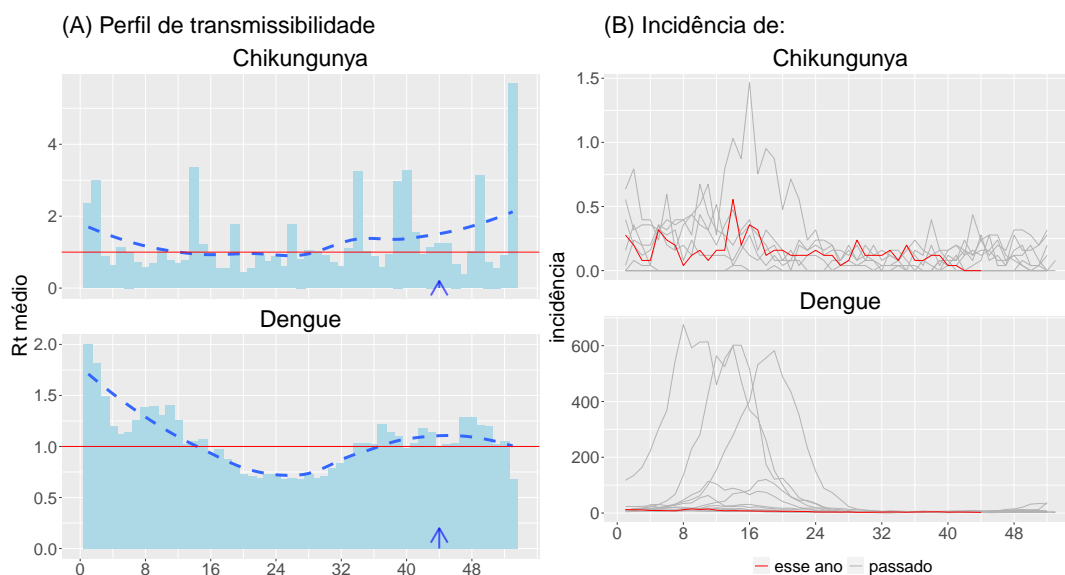 (A) Perfil de transmissibilidade
Chikungunya
4
2
0
Dengue
2.0
1.5
1.0
0.5
0.0
0 8 16 24 32 40 48
Rt médio
(B) Incidência de:
Chikungunya
1.5
1.0
0.5
0.0
Dengue
600
400
200
0
0 8 16 24 32 40 48
incidência
esse ano passado